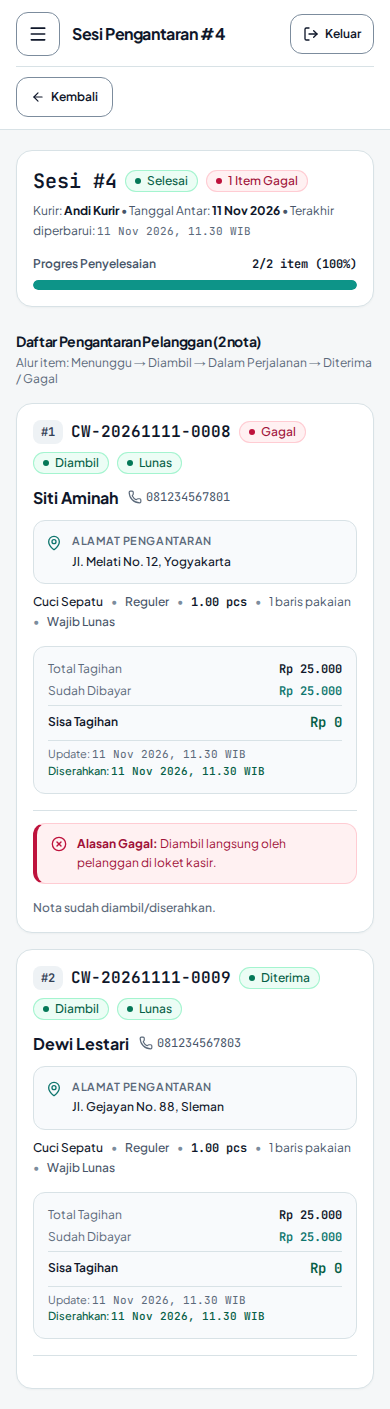 Sesi Pengantaran #4
Keluar
Kembali
Sesi #4 Selesai 1 Item Gagal
Kurir: Andi Kurir • Tanggal Antar: 11 Nov 2026 • Terakhir
diperbarui: 11 Nov 2026, 11.30 WIB
Progres Penyelesaian 2/2 item (100%)
Daftar Pengantaran Pelanggan (2 nota)
Alur item: Menunggu → Diambil → Dalam Perjalanan → Diterima
/ Gagal
#1 CW-20261111-0008 Gagal
Diambil Lunas
Siti Aminah 081234567801
ALAMAT PENGANTARAN
Jl. Melati No. 12, Yogyakarta
Cuci Sepatu • Reguler • 1.00 pcs • 1 baris pakaian
• Wajib Lunas
Total Tagihan Rp 25.000
Sudah Dibayar Rp 25.000
Sisa Tagihan Rp 0
Update: 11 Nov 2026, 11.30 WIB
Diserahkan: 11 Nov 2026, 11.30 WIB
Alasan Gagal: Diambil langsung oleh
pelanggan di loket kasir.
Nota sudah diambil/diserahkan.
#2 CW-20261111-0009 Diterima
Diambil Lunas
Dewi Lestari 081234567803
ALAMAT PENGANTARAN
Jl. Gejayan No. 88, Sleman
Cuci Sepatu • Reguler • 1.00 pcs • 1 baris pakaian
• Wajib Lunas
Total Tagihan Rp 25.000
Sudah Dibayar Rp 25.000
Sisa Tagihan Rp 0
Update: 11 Nov 2026, 11.30 WIB
Diserahkan: 11 Nov 2026, 11.30 WIB